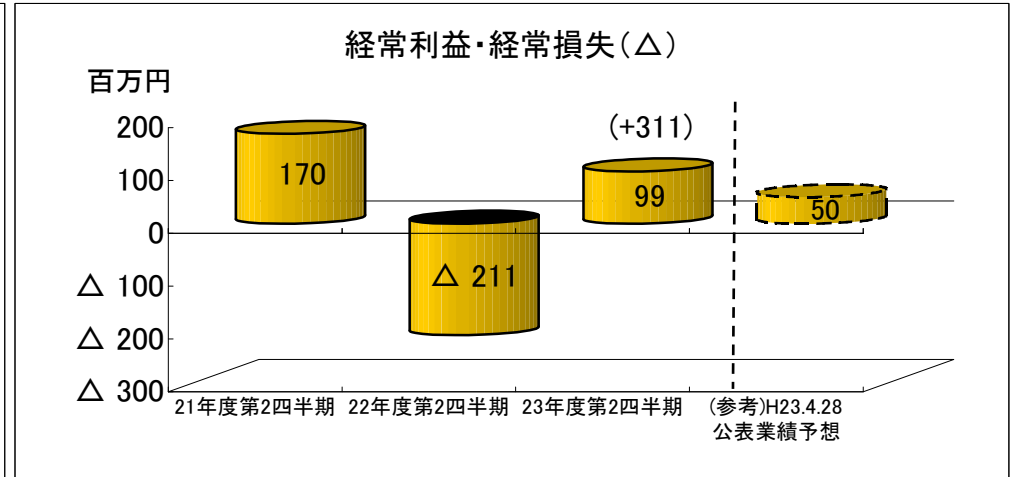 経常利益・経常損失(△)
百万円
200
100
0
△ 100
△ 200
△ 300
170
△ 211
(+311)
99
50
21年度第2四半期
22年度第2四半期
23年度第2四半期
(参考)H23.4.28
公表業績予想